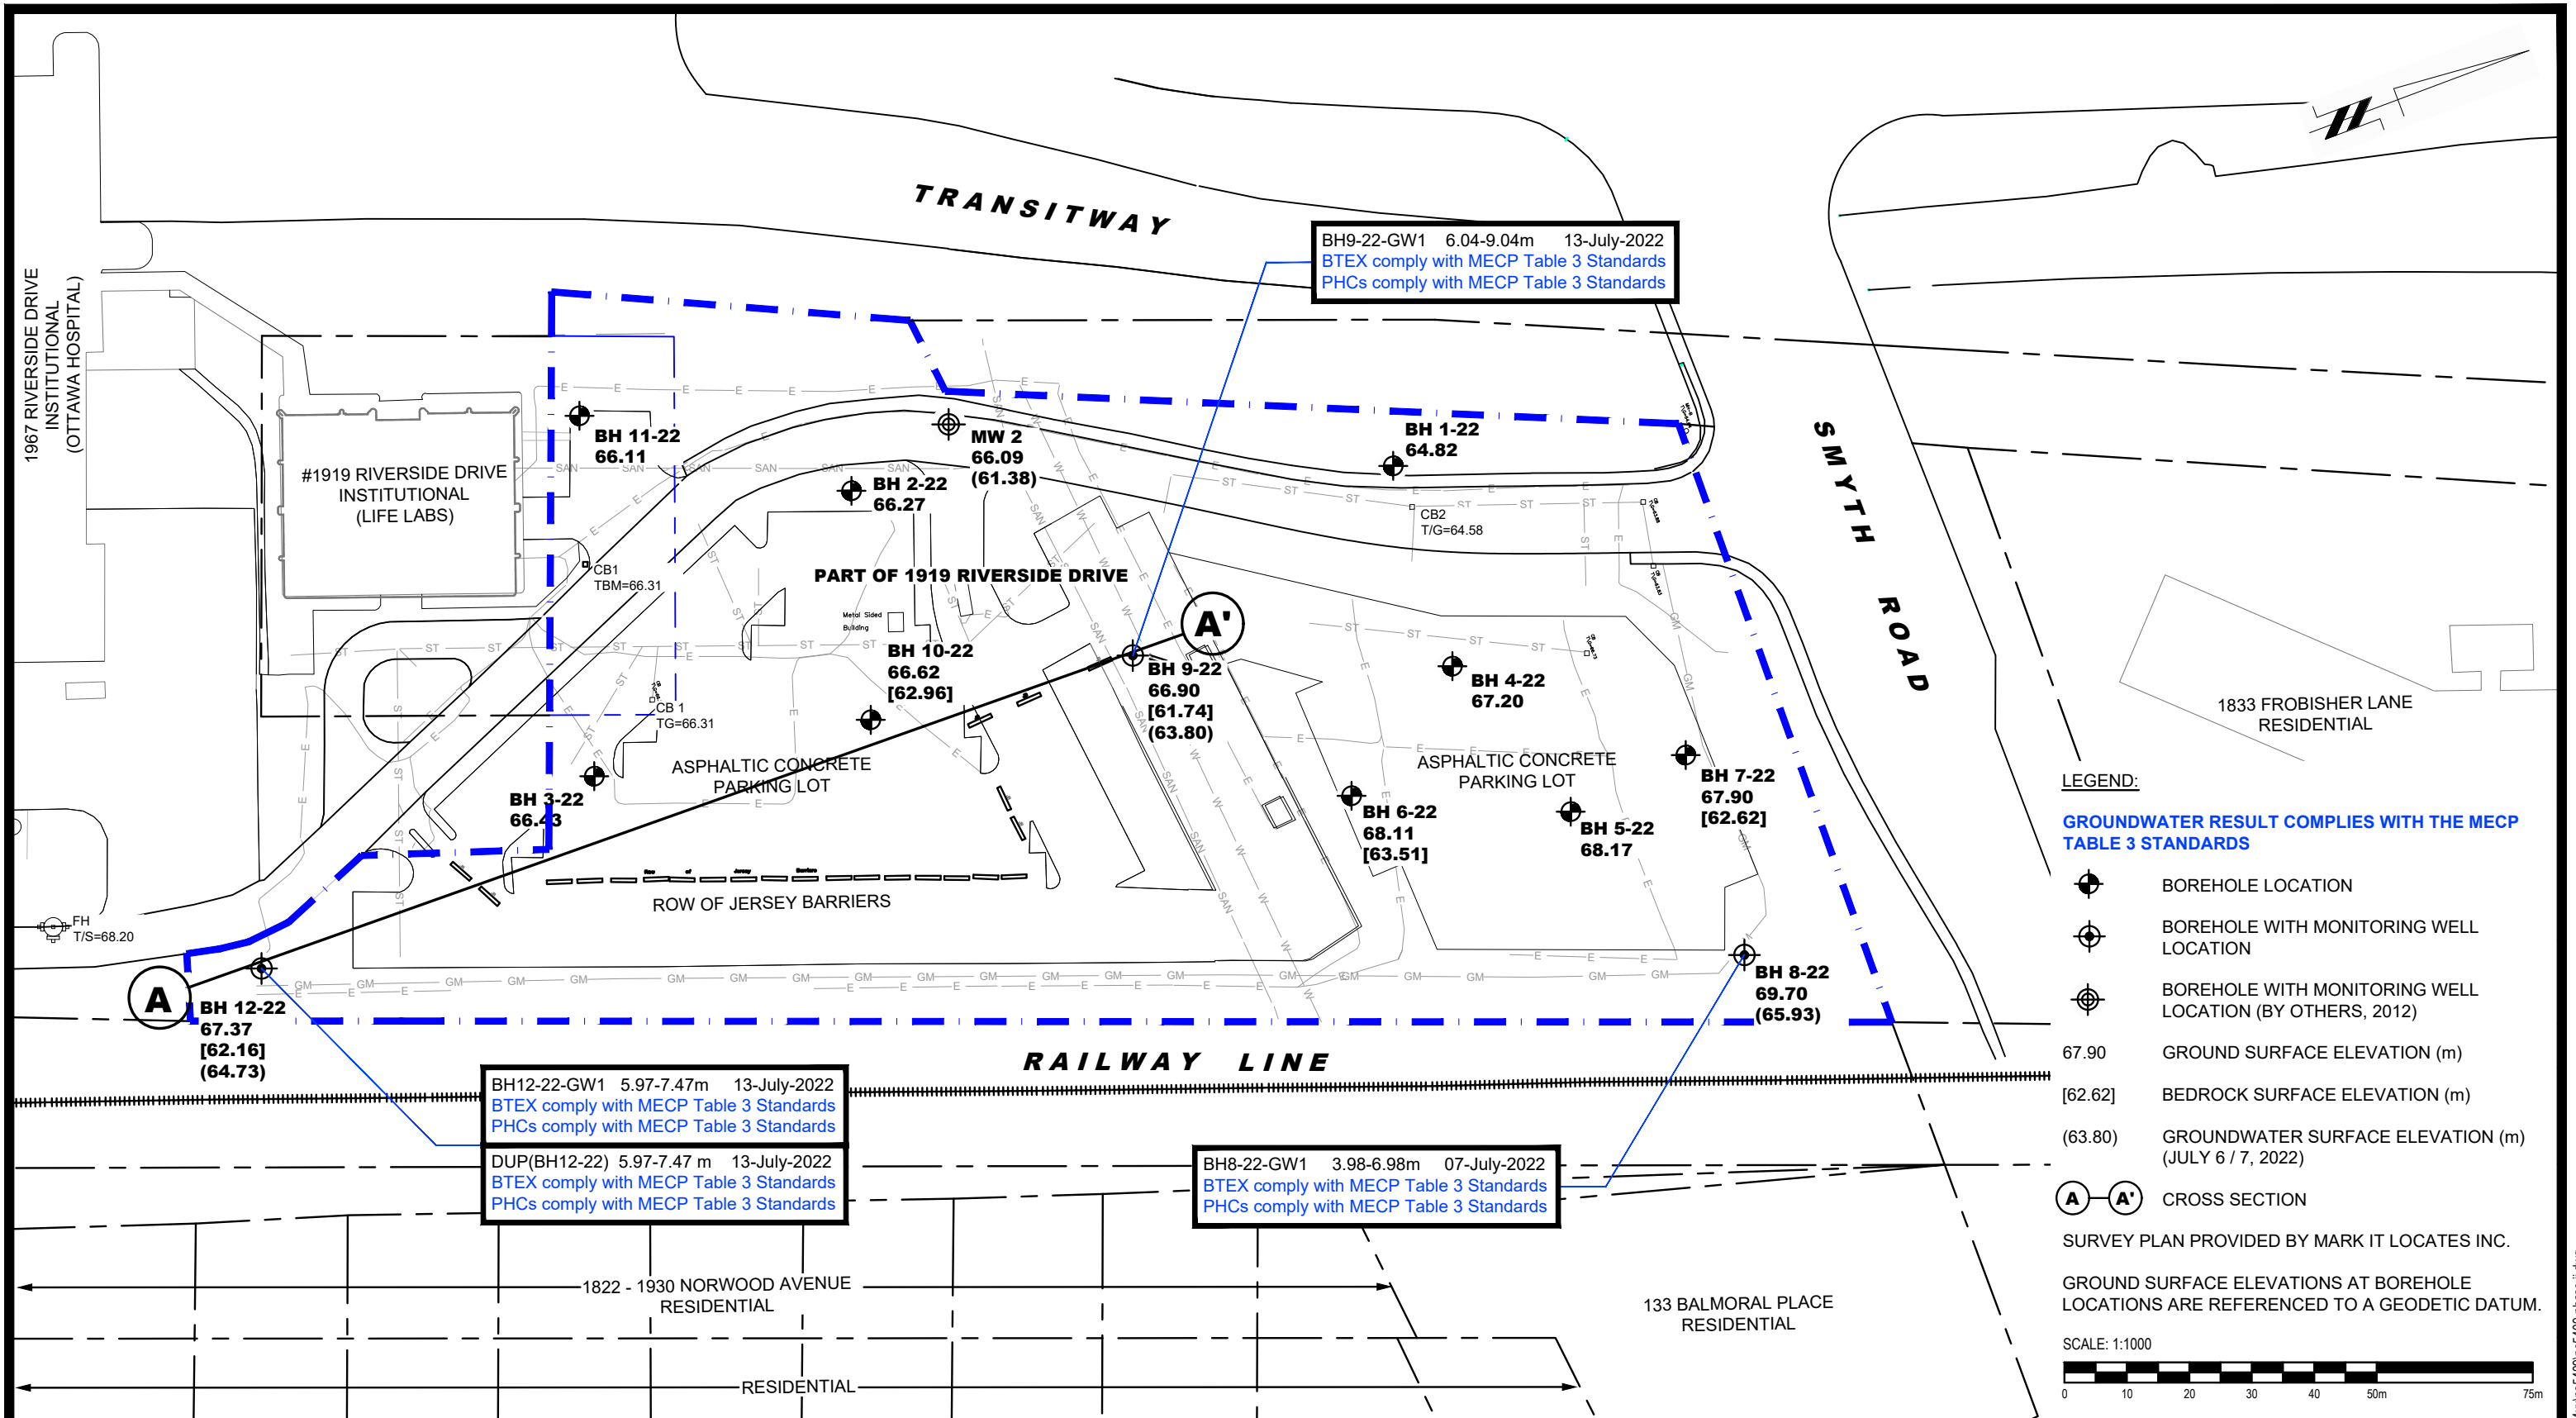 TRANSITWAY
BH9-22-GW1 6.04-9.04m 13-July-2022
BTEX comply with MECP Table 3 Standards
PHCs comply with MECP Table 3 Standards
1967 RIVERSIDE DRIVE
INSTITUTIONAL
(OTTAWA HOSPITAL)
#1919 RIVERSIDE DRIVE
INSTITUTIONAL
(LIFE LABS)
BH 11-22
66.11
MW 2
66.09
(61.38)
BH 1-22
64.82
BH 2-22
66.27
CB2
T/G=64.58
SMYTH ROAD
CB1
TBM=66.31
PART OF 1919 RIVERSIDE DRIVE
Metal Sided
Building
A'
BH 10-22
66.62
[62.96]
BH 9-22
66.90
[61.74]
(63.80)
BH 4-22
67.20
CB 1
TG=66.31
1833 FROBISHER LANE
RESIDENTIAL
ASPHALTIC CONCRETE
PARKING LOT
ASPHALTIC CONCRETE
PARKING LOT
BH 3-22
66.43
BH 6-22
68.11
[63.51]
BH 5-22
68.17
BH 7-22
67.90
[62.62]
Row of Jersey Barriers
ROW OF JERSEY BARRIERS
FH
T/S=68.20
A
BH 12-22
67.37
[62.16]
(64.73)
BH 8-22
69.70
(65.93)
RAILWAY LINE
BH12-22-GW1 5.97-7.47m 13-July-2022
BTEX comply with MECP Table 3 Standards
PHCs comply with MECP Table 3 Standards
DUP(BH12-22) 5.97-7.47 m 13-July-2022
BTEX comply with MECP Table 3 Standards
PHCs comply with MECP Table 3 Standards
BH8-22-GW1 3.98-6.98m 07-July-2022
BTEX comply with MECP Table 3 Standards
PHCs comply with MECP Table 3 Standards
1822 - 1930 NORWOOD AVENUE
RESIDENTIAL
133 BALMORAL PLACE
RESIDENTIAL
RESIDENTIAL
LEGEND:
GROUNDWATER RESULT COMPLIES WITH THE MECP
TABLE 3 STANDARDS
BOREHOLE LOCATION
BOREHOLE WITH MONITORING WELL
LOCATION
BOREHOLE WITH MONITORING WELL
LOCATION (BY OTHERS, 2012)
67.90 GROUND SURFACE ELEVATION (m)
[62.62] BEDROCK SURFACE ELEVATION (m)
(63.80) GROUNDWATER SURFACE ELEVATION (m)
(JULY 6 / 7, 2022)
A A' CROSS SECTION
SURVEY PLAN PROVIDED BY MARK IT LOCATES INC.
GROUND SURFACE ELEVATIONS AT BOREHOLE
LOCATIONS ARE REFERENCED TO A GEODETIC DATUM.
SCALE: 1:1000
0 10 20 30 40 50m 75m